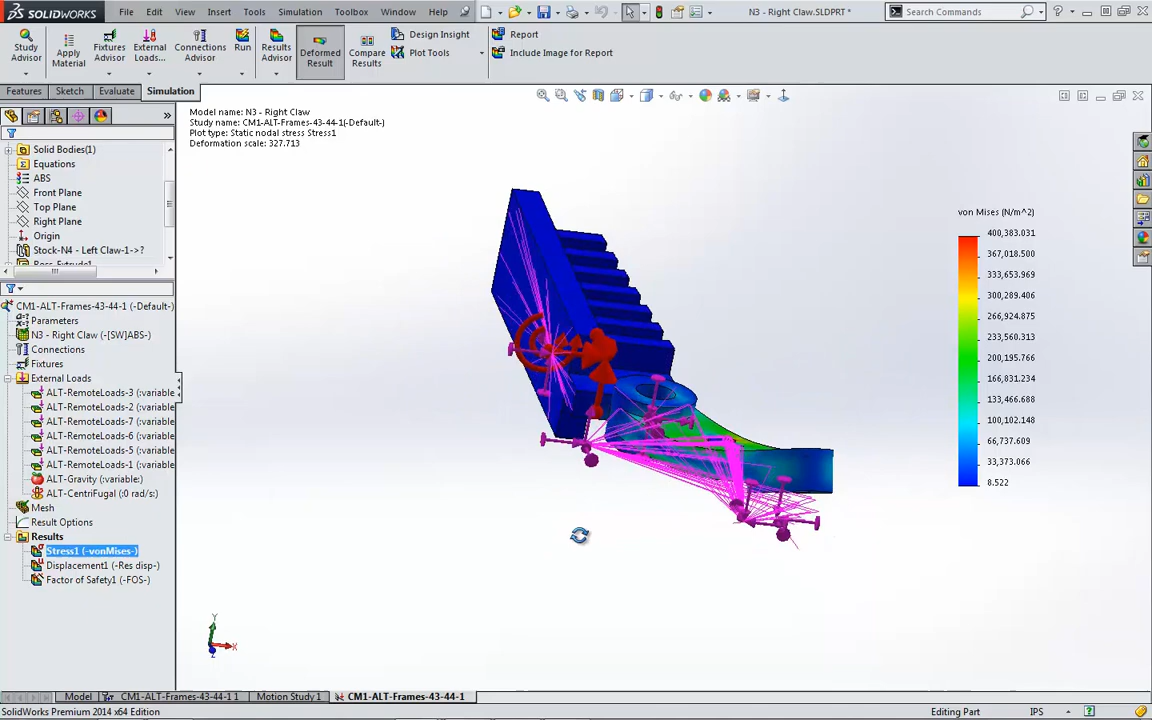 SOLIDWORKS
File Edit View Insert Tools Simulation Toolbox Window Help
N3 - Right Claw.SLDPRT *
Search Commands
Study Advisor
Apply Material
Fixtures Advisor
External Loads...
Connections Advisor
Run
Results Advisor
Deformed Result
Compare Results
Design Insight
Plot Tools
Report
Include Image for Report
Features Sketch Evaluate Simulation
Model name: N3 - Right Claw
Study name: CM1-ALT-Frames-43-44-1(-Default-)
Plot type: Static nodal stress Stress1
Deformation scale: 327.713
Solid Bodies(1)
Equations
ABS
Front Plane
Top Plane
Right Plane
Origin
Stock-N4 - Left Claw-1->?
CM1-ALT-Frames-43-44-1 (-Default-)
Parameters
N3 - Right Claw (-[SW]ABS-)
Connections
Fixtures
External Loads
ALT-RemoteLoads-3 (:variable
ALT-RemoteLoads-2 (:variable
ALT-RemoteLoads-7 (:variable
ALT-RemoteLoads-6 (:variable
ALT-RemoteLoads-5 (:variable
ALT-RemoteLoads-1 (:variable
ALT-Gravity (:variable:)
ALT-CentriFugal (:0 rad/s:)
Mesh
Result Options
Results
Stress1 (-vonMises-)
Displacement1 (-Res disp-)
Factor of Safety1 (-FOS-)
von Mises (N/m^2)
400,383.031
367,018.500
333,653.969
300,289.406
266,924.875
233,560.313
200,195.766
166,831.234
133,466.688
100,102.148
66,737.609
33,373.066
8.522
Y
X
Z
Model CM1-ALT-Frames-43-44-1 1 Motion Study 1 CM1-ALT-Frames-43-44-1
SolidWorks Premium 2014 x64 Edition
Editing Part
IPS